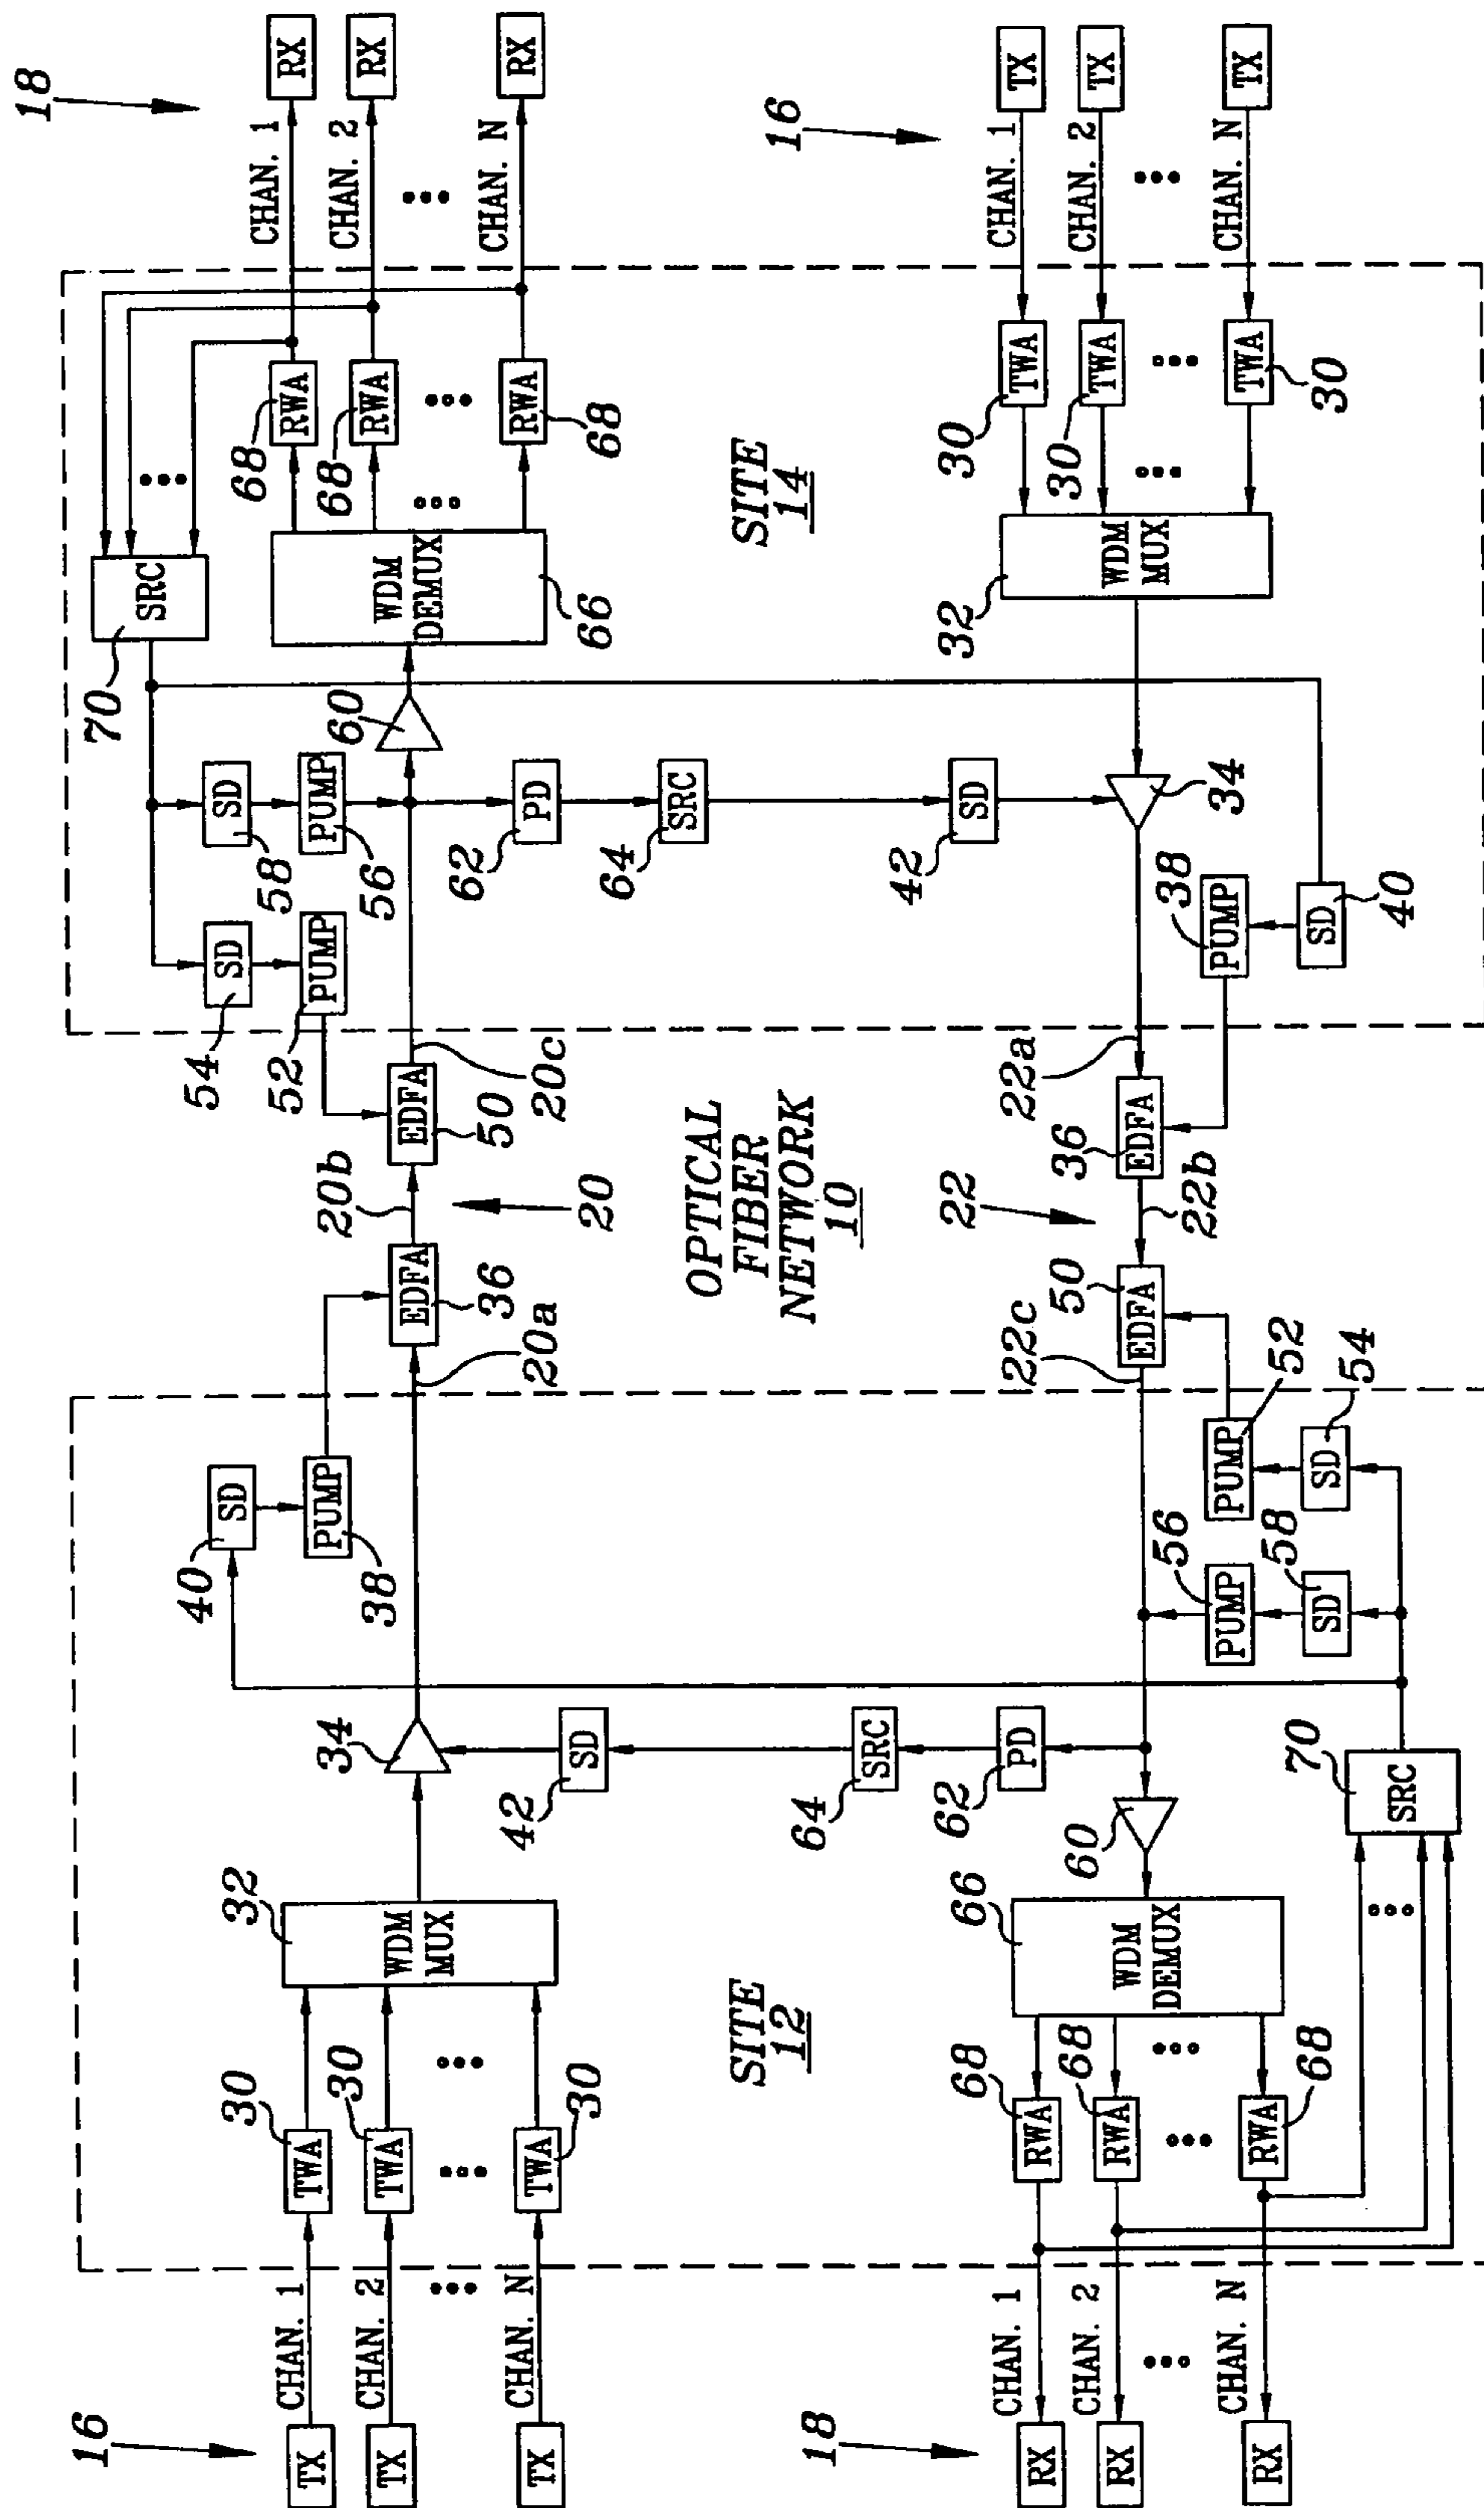 16
TX
CHAN. 1
TWA
30
TX
CHAN. 2
TWA
30
TX
CHAN. N
TWA
30
WDM
MUX
32
34
SD
40
PUMP
38
SD
42
SRC
64
PD
62
SITE
12
18
RX
CHAN. 1
RWA
68
RX
CHAN. 2
RWA
68
RX
CHAN. N
RWA
68
WDM
DEMUX
66
60
SRC
70
PUMP
56
SD
58
PUMP
52
SD
54
20a
EDFA
36
20b
20
EDFA
50
20c
OPTICAL
FIBER
NETWORK
10
22c
EDFA
50
22
22b
EDFA
36
22a
SD
54
PUMP
52
SD
58
PUMP
56
70
SRC
60
WDM
DEMUX
66
PD
62
SRC
64
SD
42
34
PUMP
38
SD
40
SITE
14
68
RWA
CHAN. 1
RX
68
RWA
CHAN. 2
RX
68
RWA
CHAN. N
RX
18
32
WDM
MUX
30
TWA
CHAN. 1
TX
30
TWA
CHAN. 2
TX
30
TWA
CHAN. N
TX
16